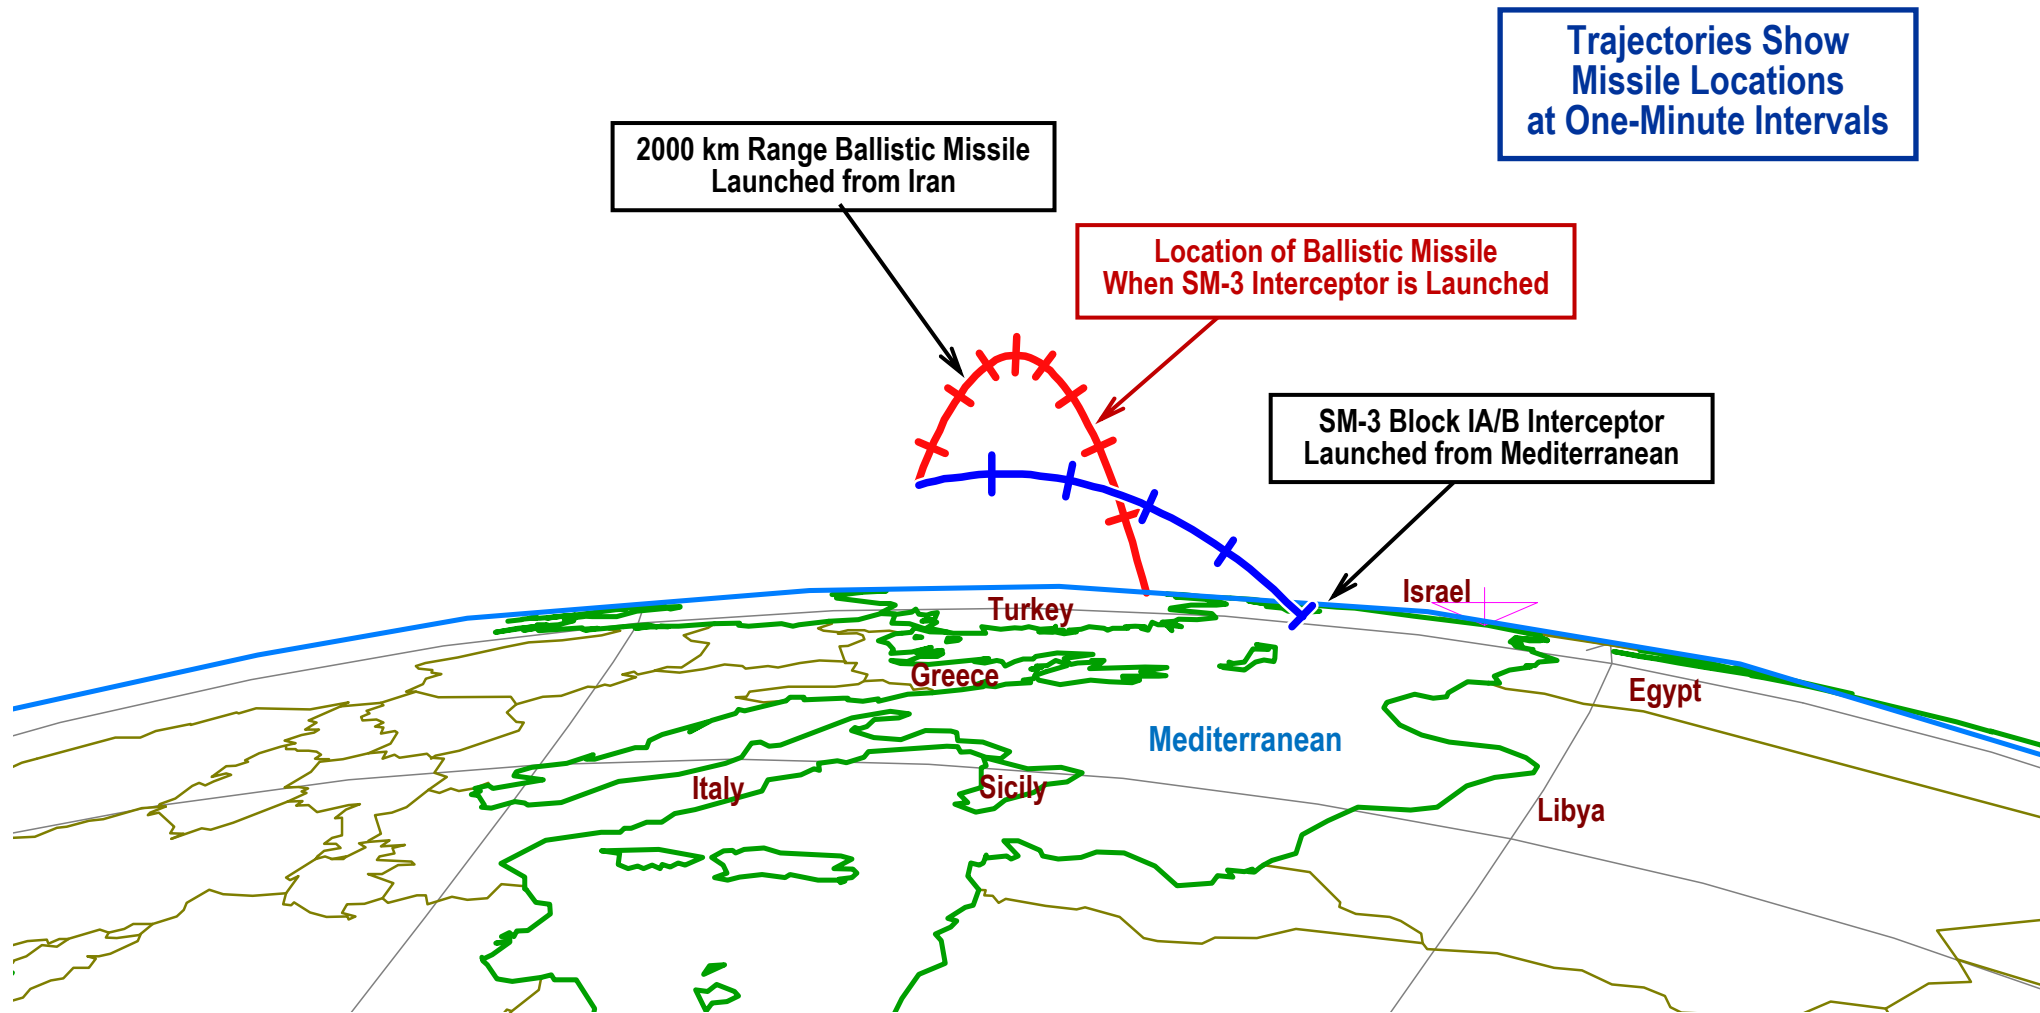 Trajectories Show
Missile Locations
at One-Minute Intervals
2000 km Range Ballistic Missile
Launched from Iran
Location of Ballistic Missile
When SM-3 Interceptor is Launched
SM-3 Block IA/B Interceptor
Launched from Mediterranean
Israel
Turkey
Greece
Egypt
Mediterranean
Italy
Sicily
Libya